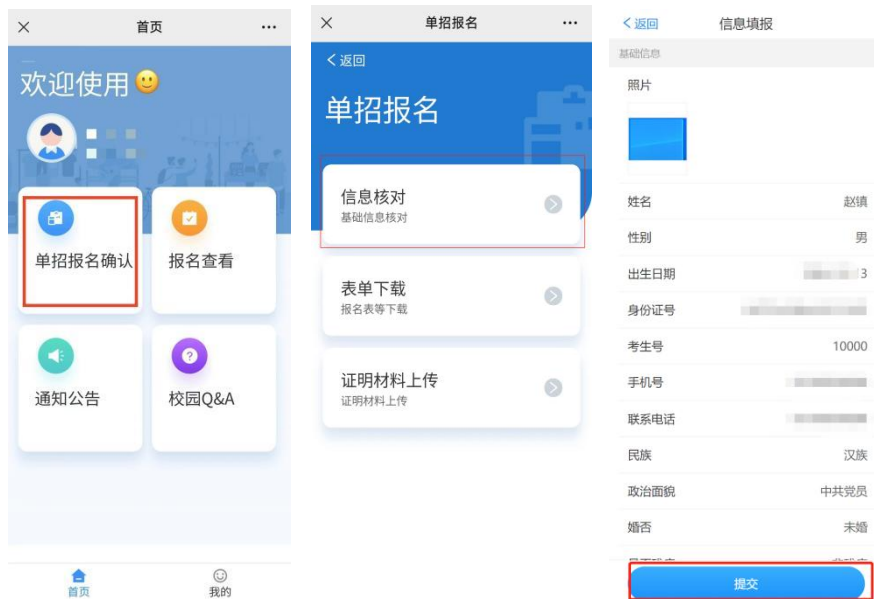 首页
欢迎使用
单招报名确认
报名查看
通知公告
校园Q&A
首页
我的
单招报名
返回
单招报名
信息核对
基础信息核对
表单下载
报名表等下载
证明材料上传
证明材料上传
返回
信息填报
基础信息
照片
姓名 赵镇
性别 男
出生日期 3
身份证号
考生号 10000
手机号
联系电话
民族 汉族
政治面貌 中共党员
婚否 未婚
提交